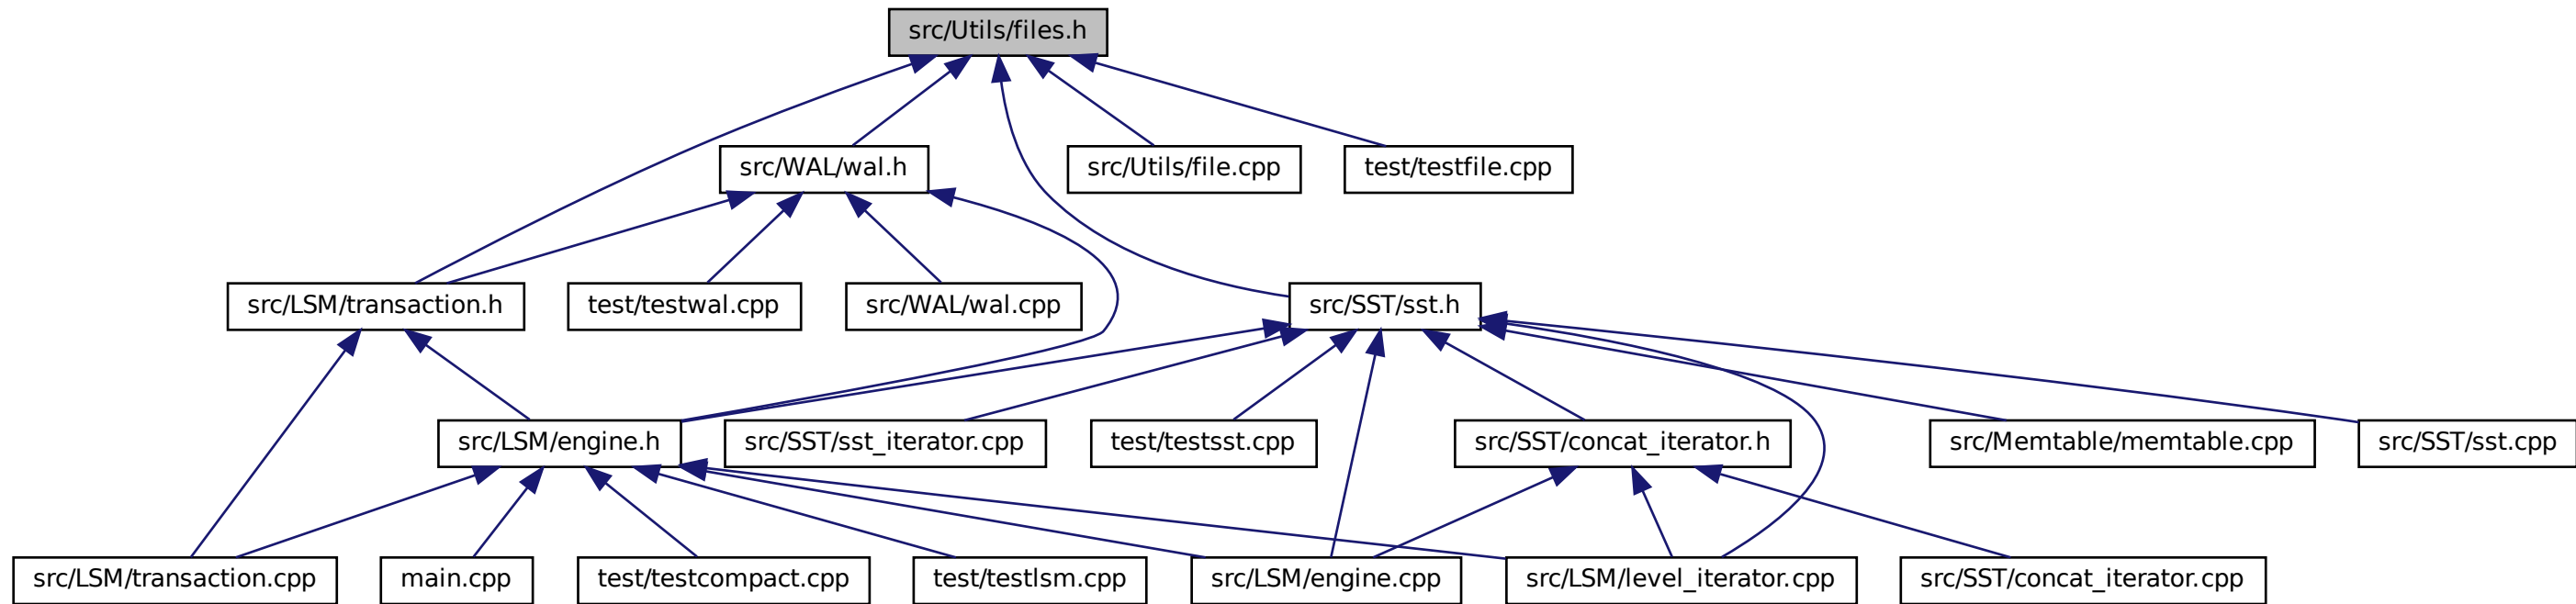 src/Utils/files.h
src/WAL/wal.h
src/Utils/file.cpp
test/testfile.cpp
src/LSM/transaction.h
test/testwal.cpp
src/WAL/wal.cpp
src/SST/sst.h
src/LSM/engine.h
src/SST/sst_iterator.cpp
test/testsst.cpp
src/SST/concat_iterator.h
src/Memtable/memtable.cpp
src/SST/sst.cpp
src/LSM/transaction.cpp
main.cpp
test/testcompact.cpp
test/testlsm.cpp
src/LSM/engine.cpp
src/LSM/level_iterator.cpp
src/SST/concat_iterator.cpp